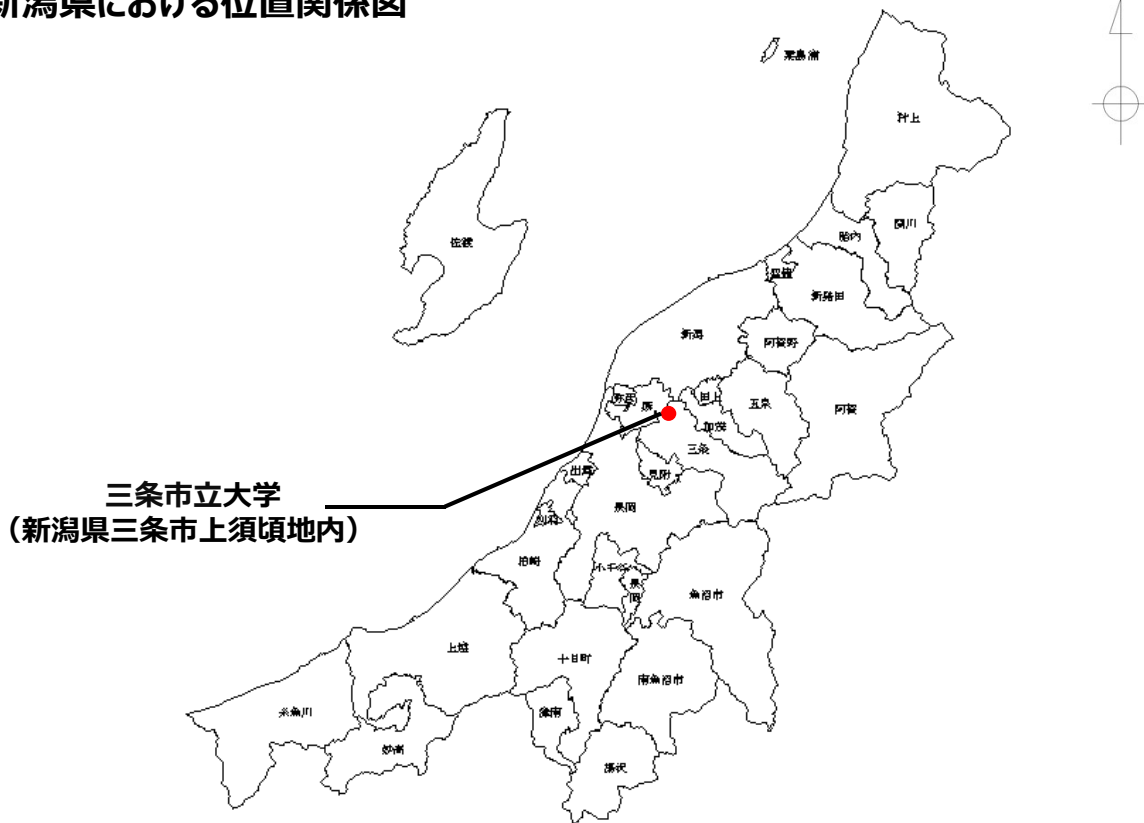 新潟県における位置関係図
粟島浦
村上
関川
胎内
佐渡
聖籠
新発田
新潟
阿賀野
弥彦
燕
田上
五泉
阿賀
加茂
三条
出雲
見附
三条市立大学
（新潟県三条市上須頃地内）
長岡
刈羽
柏崎
小千谷
長岡
魚沼市
上越
十日町
南魚沼市
津南
糸魚川
妙高
湯沢